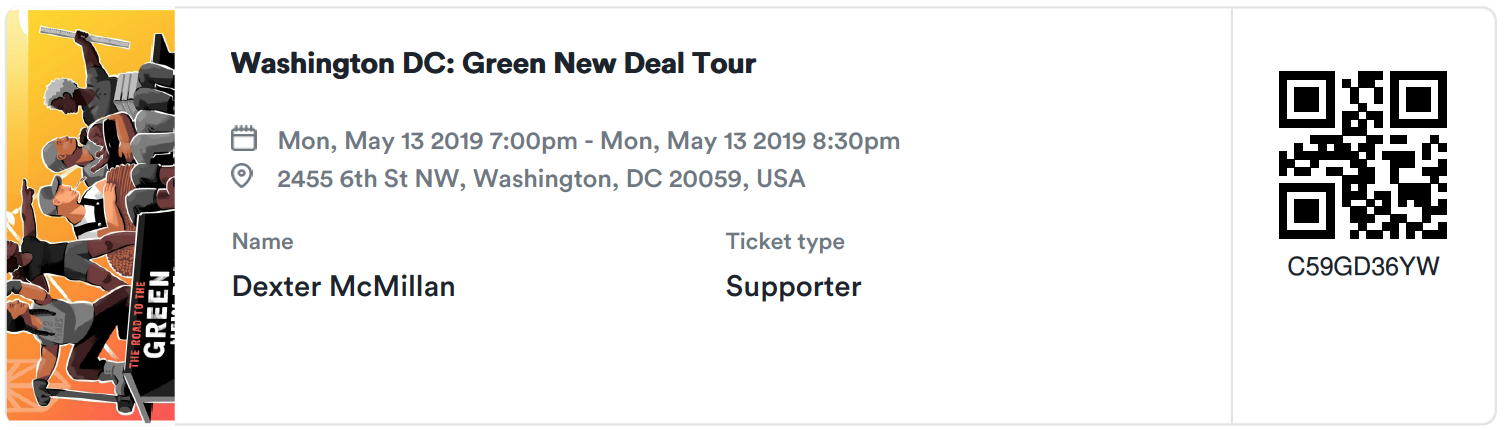 Washington DC: Green New Deal Tour
Mon, May 13 2019 7:00pm - Mon, May 13 2019 8:30pm
2455 6th St NW, Washington, DC 20059, USA
Name
Ticket type
Dexter McMillan
Supporter
C59GD36YW
THE ROAD TO THE
GREEN